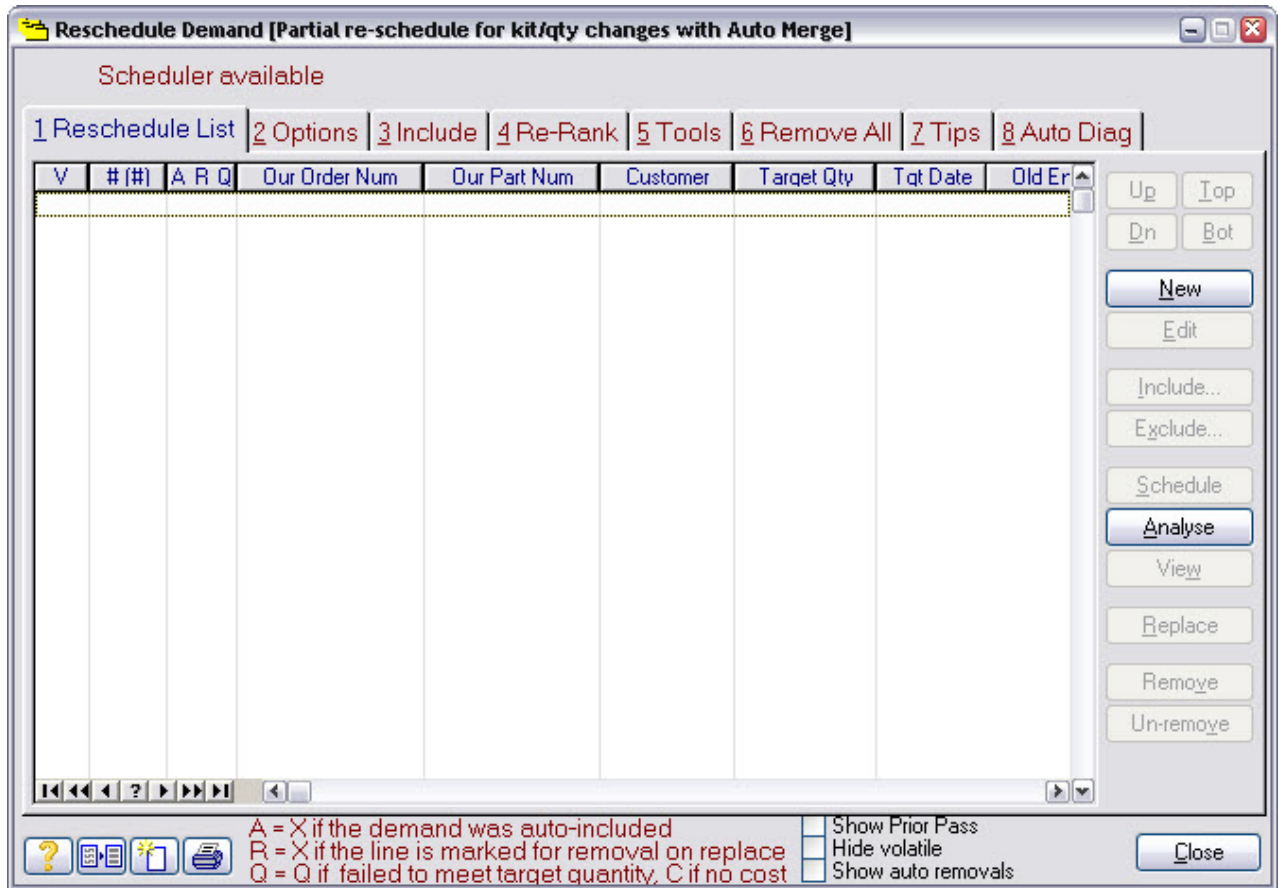 Reschedule Demand [Partial re-schedule for kit/qty changes with Auto Merge]
Scheduler available
1 Reschedule List 2 Options 3 Include 4 Re-Rank 5 Tools 6 Remove All 7 Tips 8 Auto Diag
V # (#) A R Q Our Order Num Our Part Num Customer Target Qty Tgt Date Old Er
Up Top
Dn Bot
New
Edit
Include...
Exclude...
Schedule
Analyse
View
Replace
Remove
Un-remove
?
A = X if the demand was auto-included
R = X if the line is marked for removal on replace
Q = Q if failed to meet target quantity, C if no cost
Show Prior Pass
Hide volatile
Show auto removals
?
Close